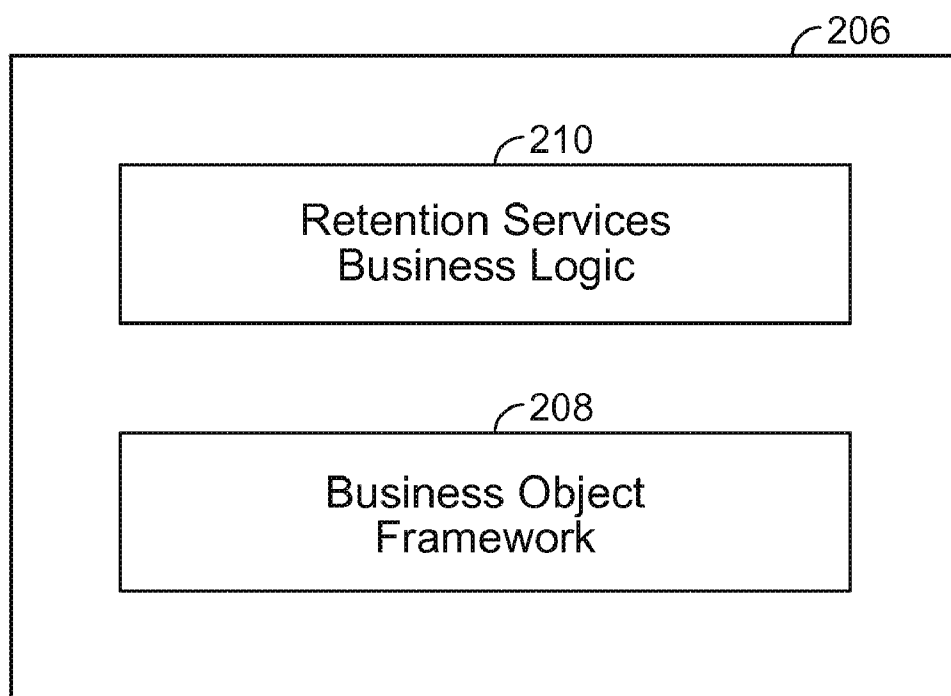 206
210
Retention Services
Business Logic
208
Business Object
Framework